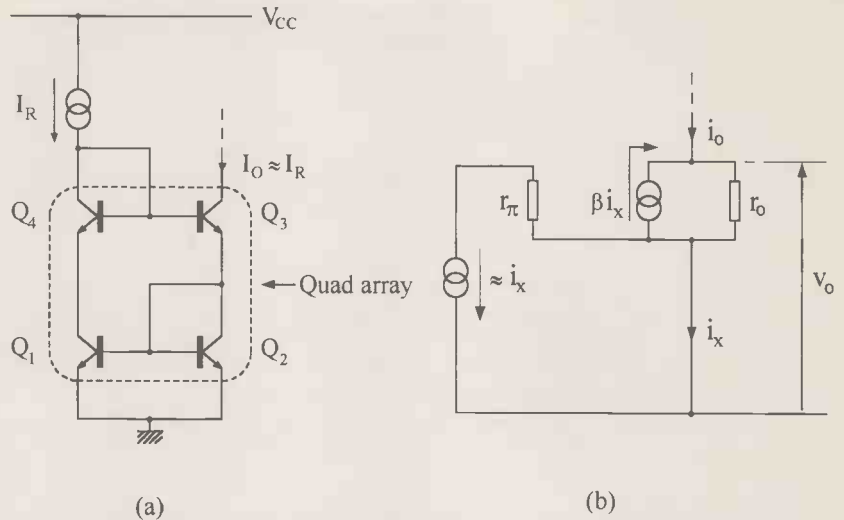 V_CC
I_R
I_O ≈ I_R
Q_4
Q_3
Quad array
Q_1
Q_2
(a)
i_o
r_π
βi_x
r_o
≈ i_x
v_o
i_x
(b)